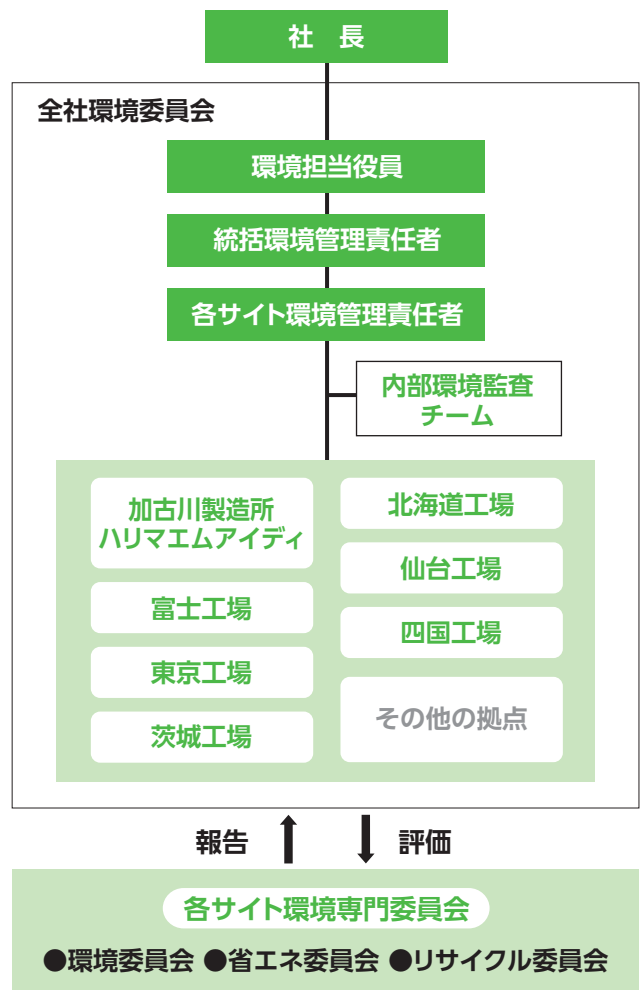 社 長
全社環境委員会
環境担当役員
統括環境管理責任者
各サイト環境管理責任者
内部環境監査
チーム
加古川製造所
ハリマエムアイディ
富士工場
東京工場
茨城工場
北海道工場
仙台工場
四国工場
その他の拠点
報告 評価
各サイト環境専門委員会
●環境委員会 ●省エネ委員会 ●リサイクル委員会